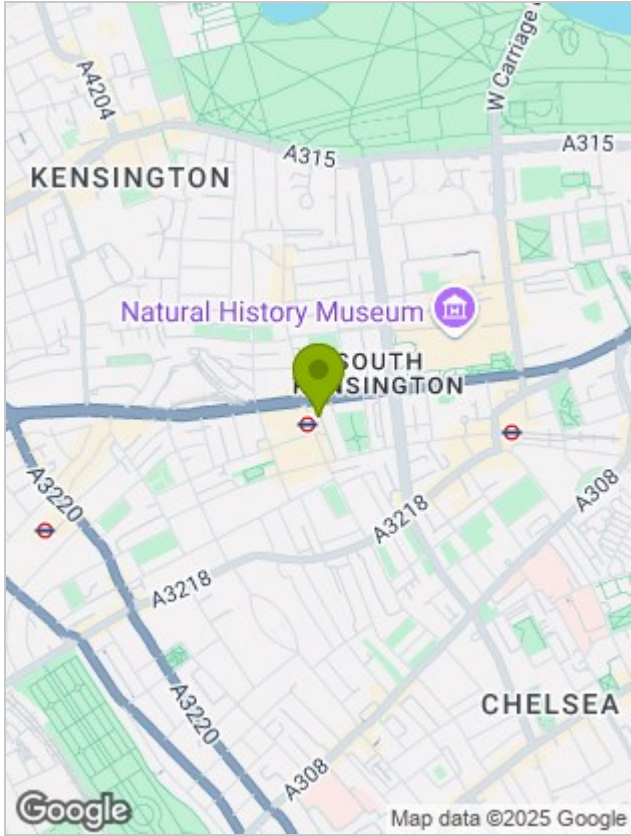 A4204
W Carriage
A315
A315
KENSINGTON
Natural History Museum
SOUTH
KENSINGTON
A3220
A3218
A308
A3218
A3220
CHELSEA
A308
Google
Map data ©2025 Google